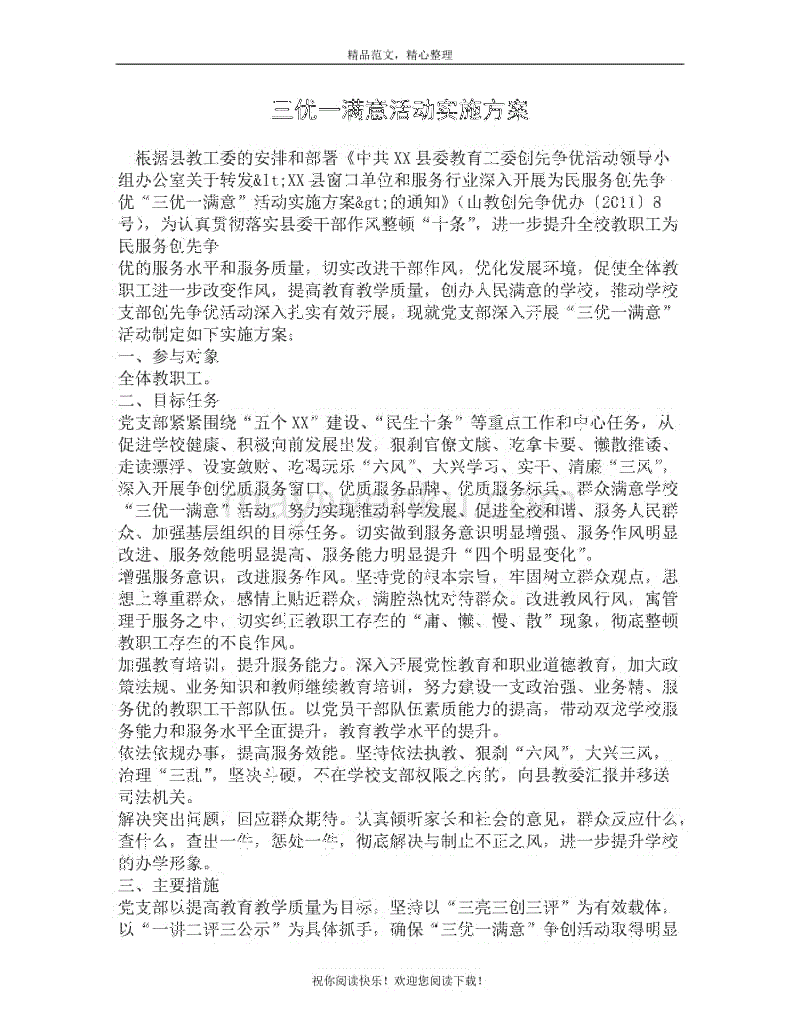 精品范文，精心整理
三优一满意活动实施方案
根据县教工委的安排和部署《中共XX县委教育工委创先争优活动领导小
组办公室关于转发&lt;XX县窗口单位和服务行业深入开展为民服务创先争
优“三优一满意”活动实施方案&gt;的通知》（山教创先争优办〔2011〕8
号），为认真贯彻落实县委干部作风整顿“十条”，进一步提升全校教职工为
民服务创先争
优的服务水平和服务质量，切实改进干部作风，优化发展环境，促使全体教
职工进一步改变作风，提高教育教学质量，创办人民满意的学校，推动学校
支部创先争优活动深入扎实有效开展，现就党支部深入开展“三优一满意”
活动制定如下实施方案：
一、参与对象
全体教职工。
二、目标任务
党支部紧紧围绕“五个XX”建设、“民生十条”等重点工作和中心任务，从
促进学校健康、积极向前发展出发，狠刹官僚文牍、吃拿卡要、懒散推诿、
走读漂浮、设宴敛财、吃喝玩乐“六风”、大兴学习、实干、清廉“三风”，
深入开展争创优质服务窗口、优质服务品牌、优质服务标兵、群众满意学校
“三优一满意”活动，努力实现推动科学发展、促进全校和谐、服务人民群
众、加强基层组织的目标任务。切实做到服务意识明显增强、服务作风明显
改进、服务效能明显提高、服务能力明显提升“四个明显变化”。
增强服务意识，改进服务作风。坚持党的根本宗旨，牢固树立群众观点，思
想上尊重群众，感情上贴近群众，满腔热忱对待群众。改进教风行风，寓管
理于服务之中，切实纠正教职工存在的“庸、懒、慢、散”现象，彻底整顿
教职工存在的不良作风。
加强教育培训，提升服务能力。深入开展党性教育和职业道德教育，加大政
策法规、业务知识和教师继续教育培训，努力建设一支政治强、业务精、服
务优的教职工干部队伍。以党员干部队伍素质能力的提高，带动双龙学校服
务能力和服务水平全面提升，教育教学水平的提升。
依法依规办事，提高服务效能。坚持依法执教、狠刹“六风”，大兴三风，
治理“三乱”，坚决斗硬，不在学校支部权限之内的，向县教委汇报并移送
司法机关。
解决突出问题，回应群众期待。认真倾听家长和社会的意见，群众反应什么，
查什么，查出一件，惩处一件，彻底解决与制止不正之风，进一步提升学校
的办学形象。
三、主要措施
党支部以提高教育教学质量为目标，坚持以“三亮三创三评”为有效载体，
以“一讲二评三公示”为具体抓手，确保“三优一满意”争创活动取得明显
祝你阅读快乐！欢迎您阅读下载！